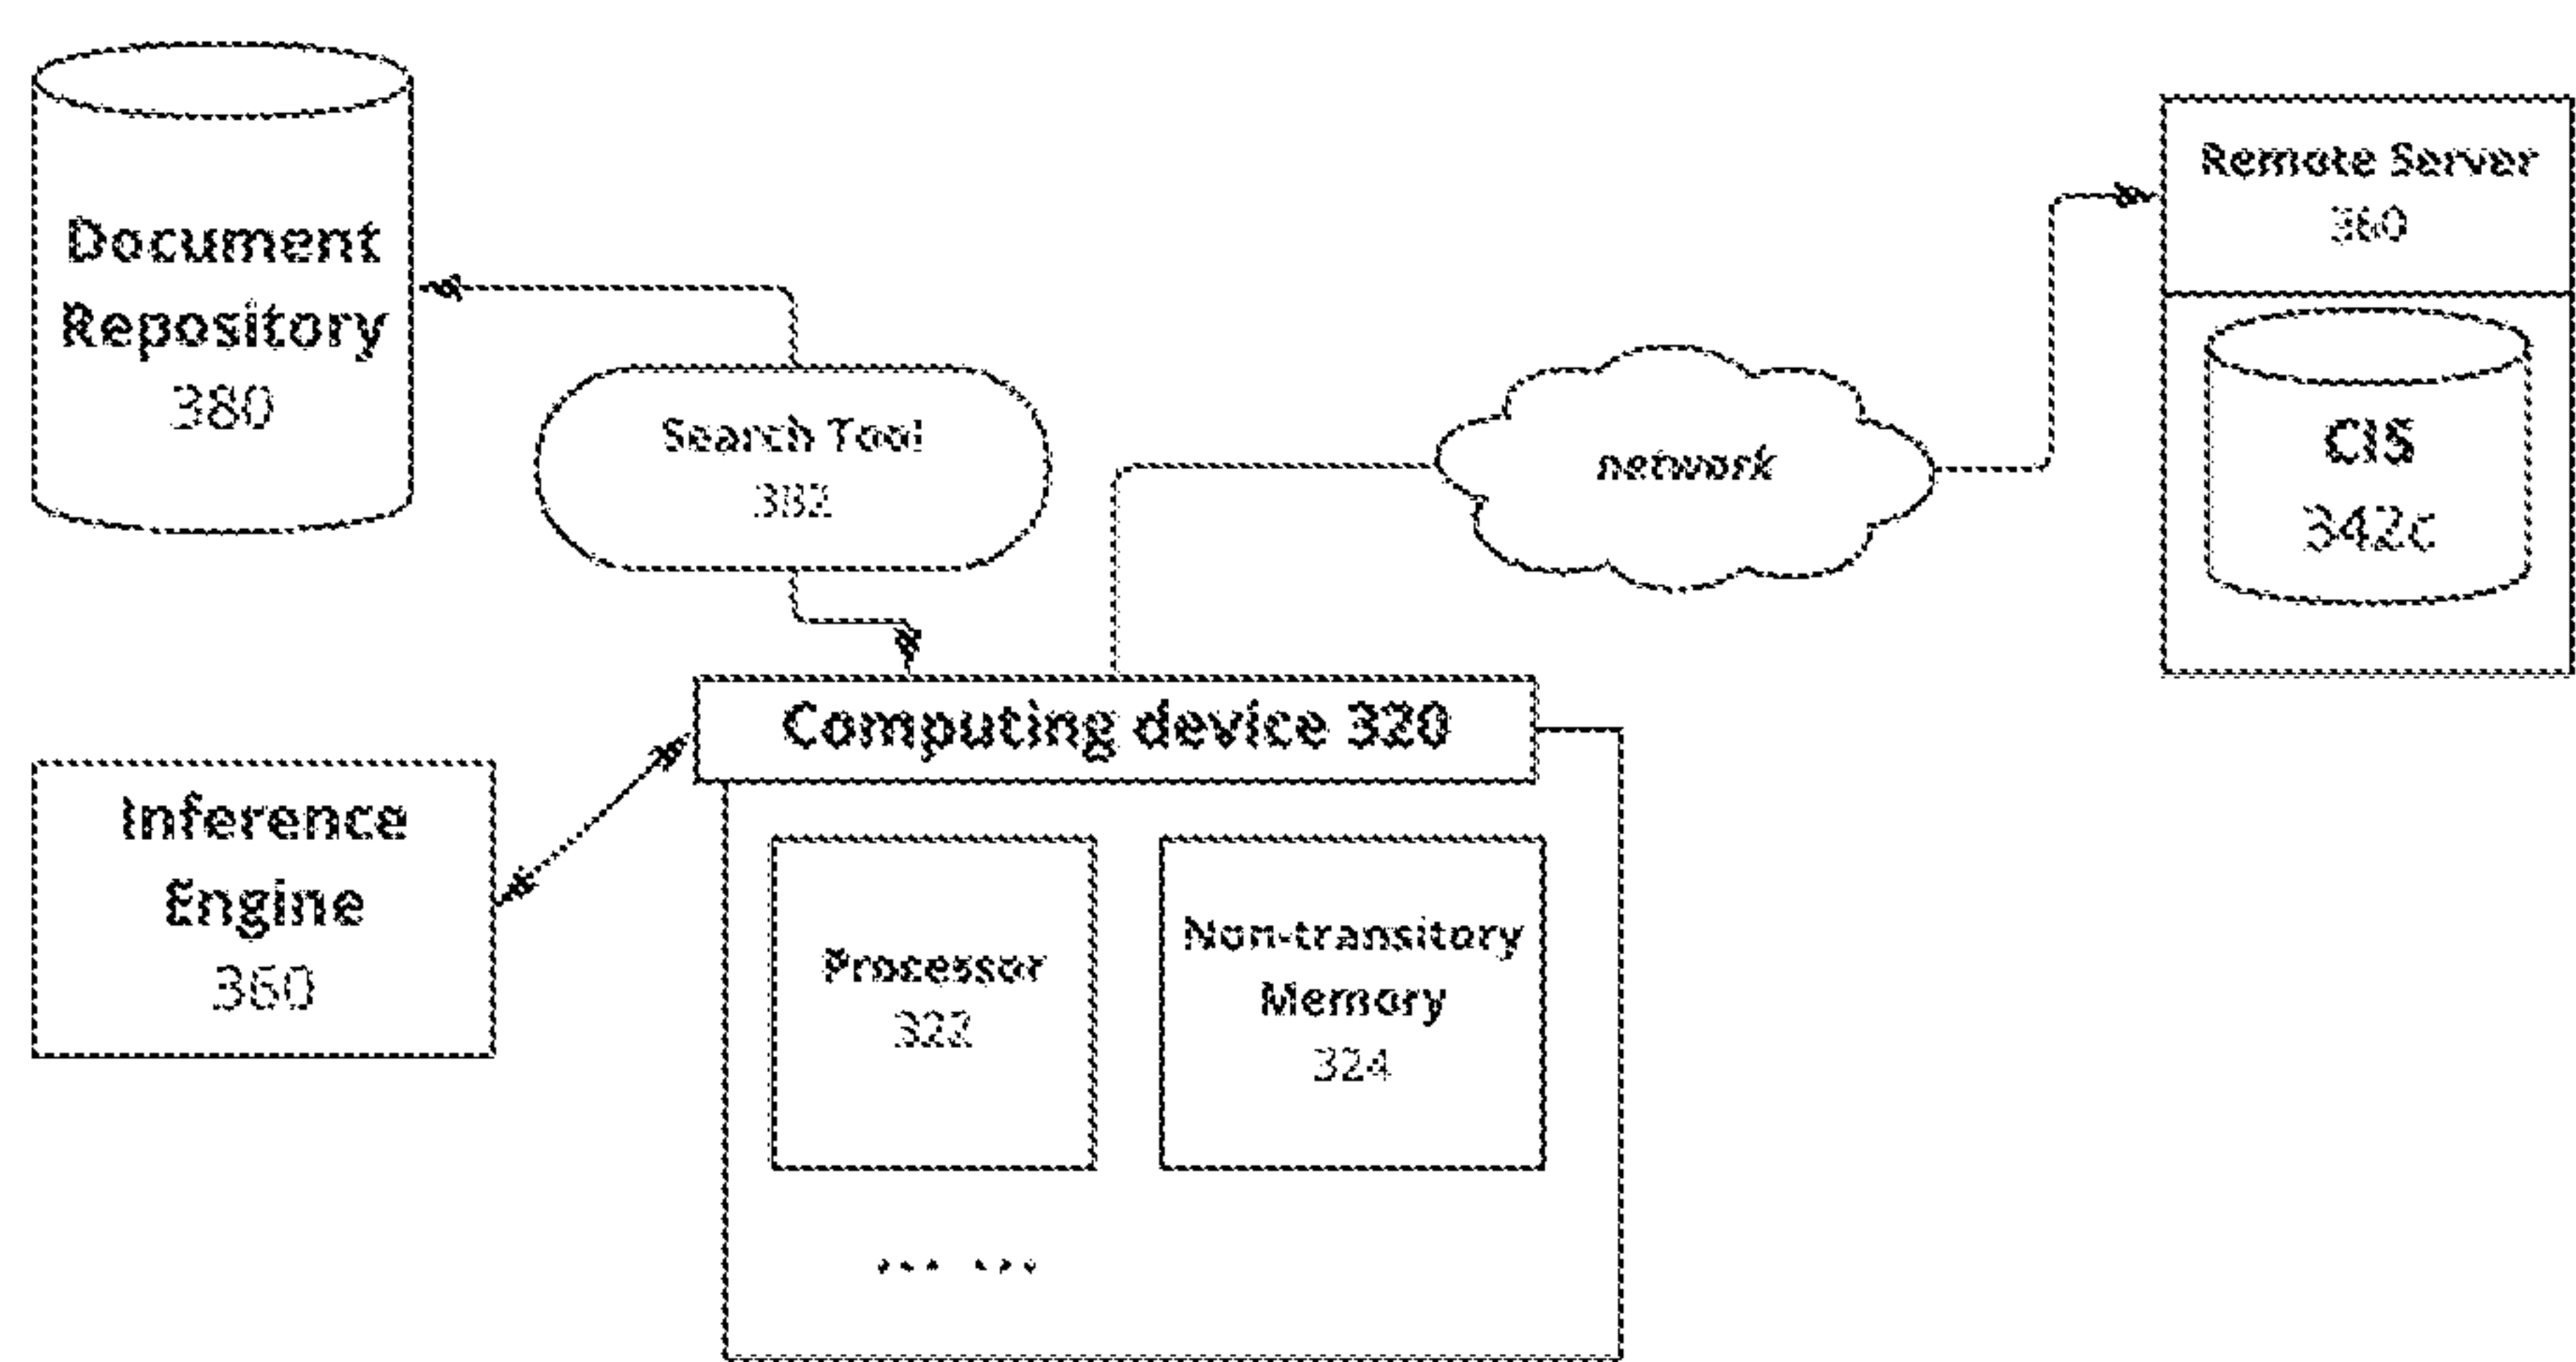 Document
Repository
380
Search Tool
382
network
Remote Server
360
CIS
342c
Computing device 320
Inference
Engine
360
Processor
322
Non-transitory
Memory
324
... ...